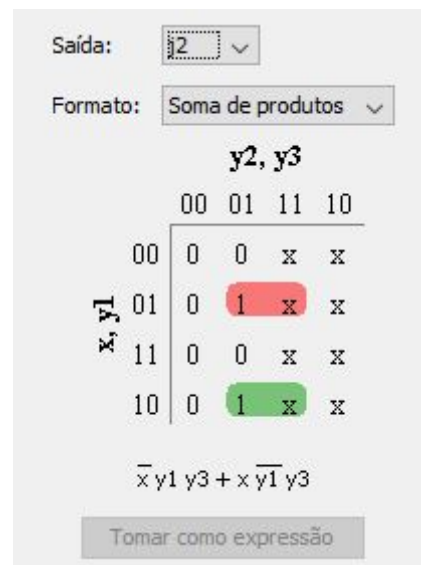 Saída: j2
Formato: Soma de produtos
y2, y3
00 01 11 10
00 0 0 x x
01 0 1 x x
x, y1
11 0 0 x x
10 0 1 x x
x̅ y1 y3 + x y1̅ y3
Tomar como expressão